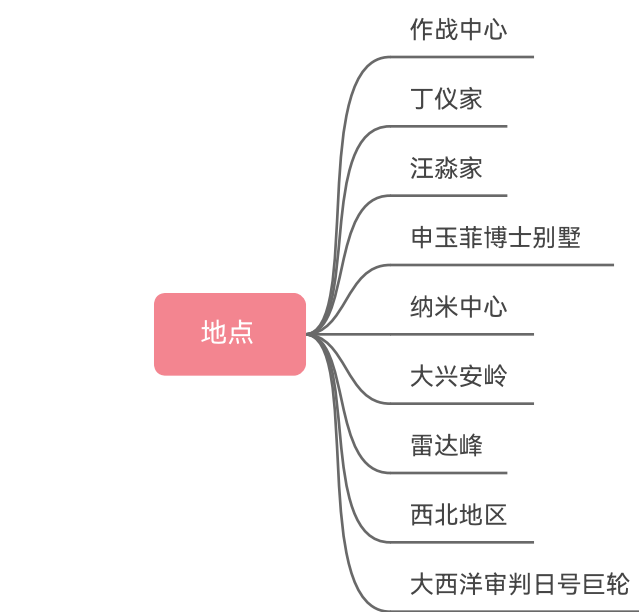 作战中心
丁仪家
汪淼家
申玉菲博士别墅
纳米中心
地点
大兴安岭
雷达峰
西北地区
大西洋审判日号巨轮